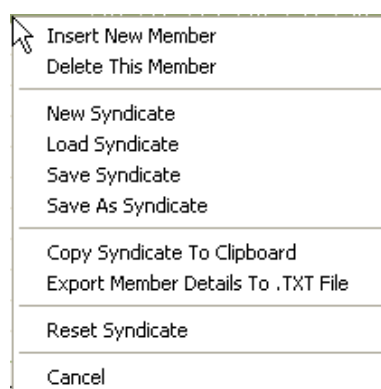 Insert New Member
Delete This Member
New Syndicate
Load Syndicate
Save Syndicate
Save As Syndicate
Copy Syndicate To Clipboard
Export Member Details To .TXT File
Reset Syndicate
Cancel